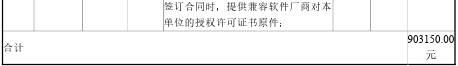 签订合同时，提供兼容软件厂商对本
单位的授权许可证书原件；
合计
903150.00
元